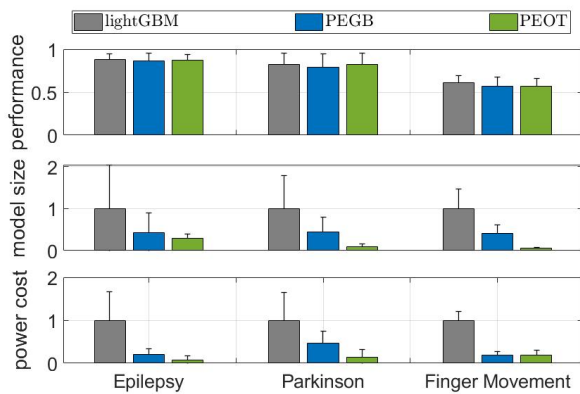 lightGBM PEGB PEOT
performance
1
0.5
0
model size
2
1
0
power cost
2
1
0
Epilepsy Parkinson Finger Movement